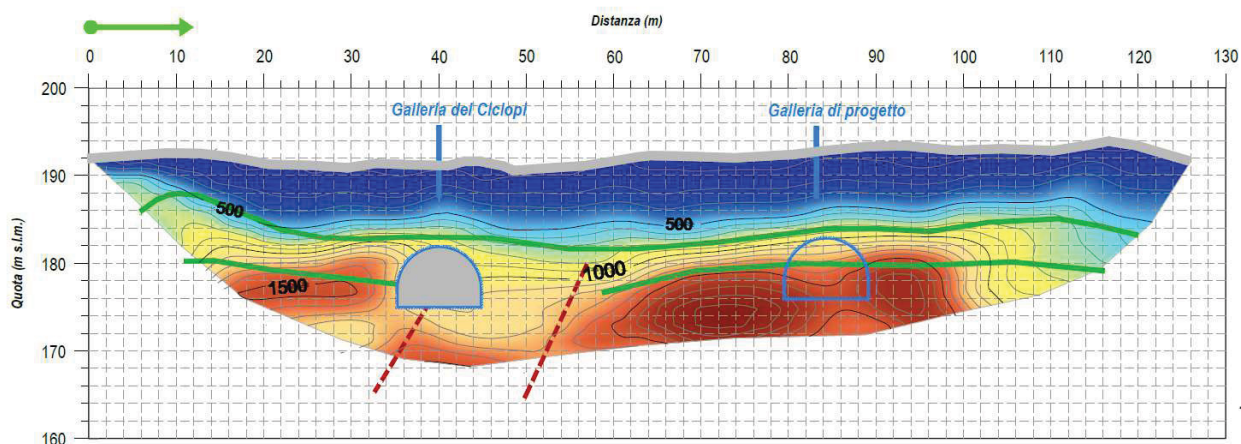 Distanza (m)
0 10 20 30 40 50 60 70 80 90 100 110 120 130
200
Galleria dei Ciclopi
Galleria di progetto
190
500
500
180
1000
1500
170
160
Quota (m s.l.m.)